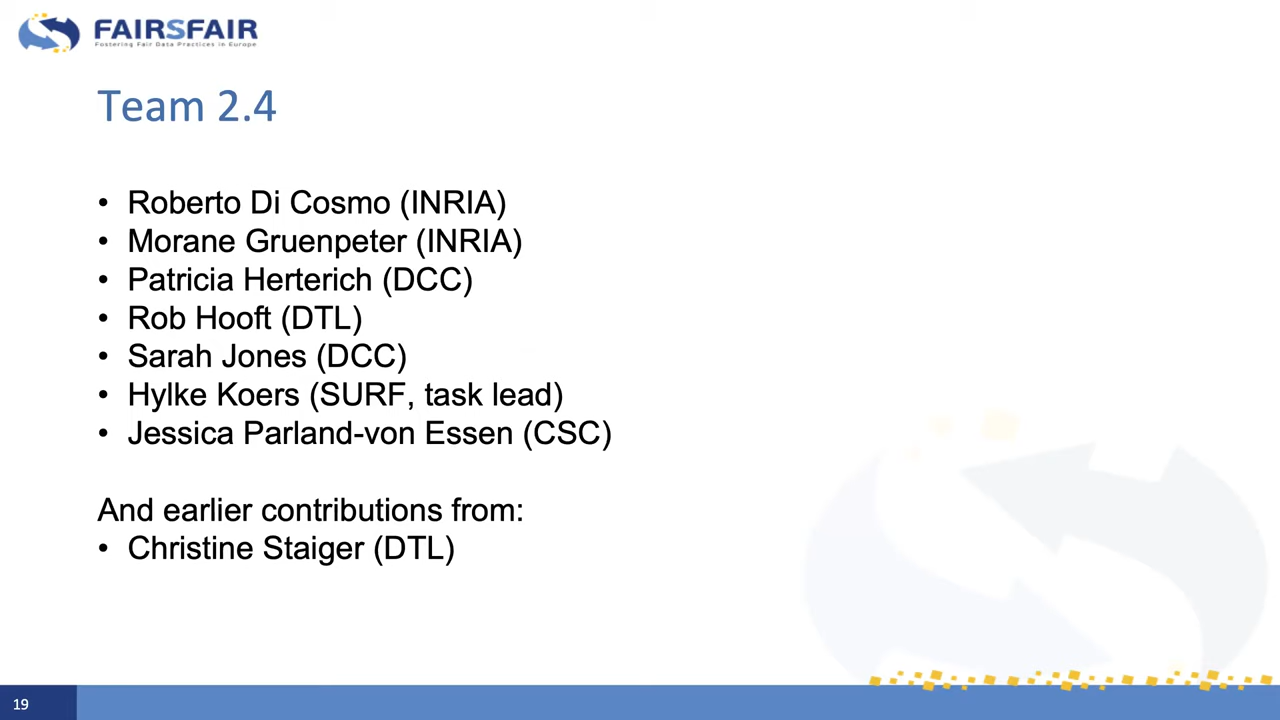 FAIRSFAIR
Fostering Fair Data Practices in Europe
Team 2.4
• Roberto Di Cosmo (INRIA)
• Morane Gruenpeter (INRIA)
• Patricia Herterich (DCC)
• Rob Hooft (DTL)
• Sarah Jones (DCC)
• Hylke Koers (SURF, task lead)
• Jessica Parland-von Essen (CSC)
And earlier contributions from:
• Christine Staiger (DTL)
19